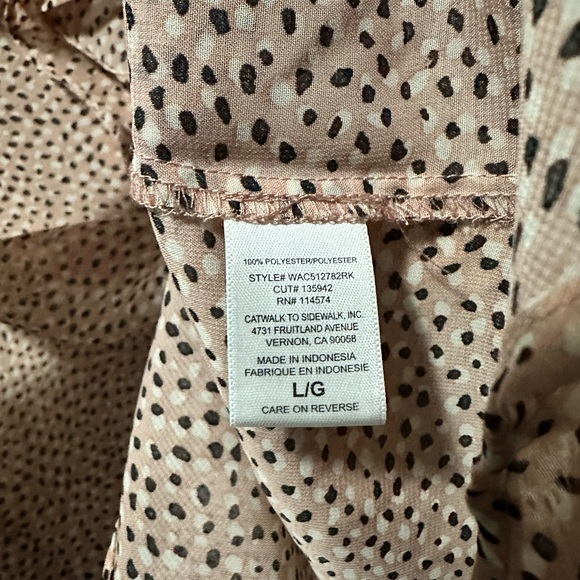 100% POLYESTER/POLYESTER
STYLE# WAC512782RK
CUT# 135942
RN# 114574
CATWALK TO SIDEWALK, INC.
4731 FRUITLAND AVENUE
VERNON, CA 90058
MADE IN INDONESIA
FABRIQUE EN INDONESIE
L/G
CARE ON REVERSE